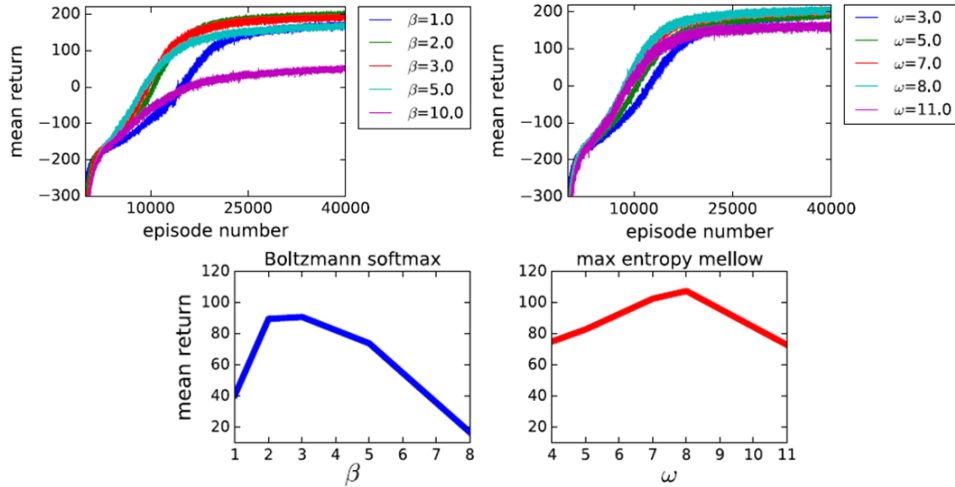 mean return
200
100
0
−100
−200
−300
10000
25000
40000
episode number
β=1.0
β=2.0
β=3.0
β=5.0
β=10.0
mean return
200
100
0
−100
−200
−300
10000
25000
40000
episode number
ω=3.0
ω=5.0
ω=7.0
ω=8.0
ω=11.0
Boltzmann softmax
mean return
120
100
80
60
40
20
1 2 3 4 5 6 7 8
β
max entropy mellow
120
100
80
60
40
20
4 5 6 7 8 9 10 11
ω